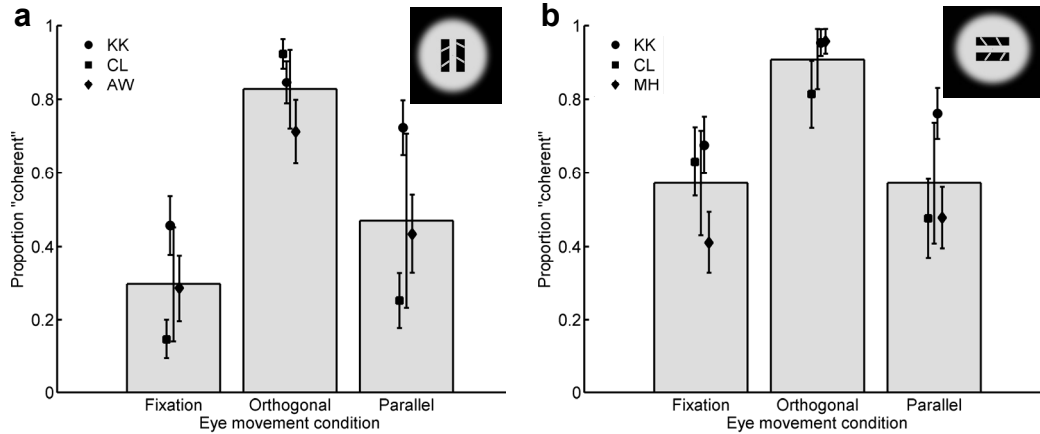 a
Proportion "coherent"
1
0.8
0.6
0.4
0.2
0
KK
CL
AW
Fixation Orthogonal Parallel
Eye movement condition
b
Proportion "coherent"
1
0.8
0.6
0.4
0.2
0
KK
CL
MH
Fixation Orthogonal Parallel
Eye movement condition